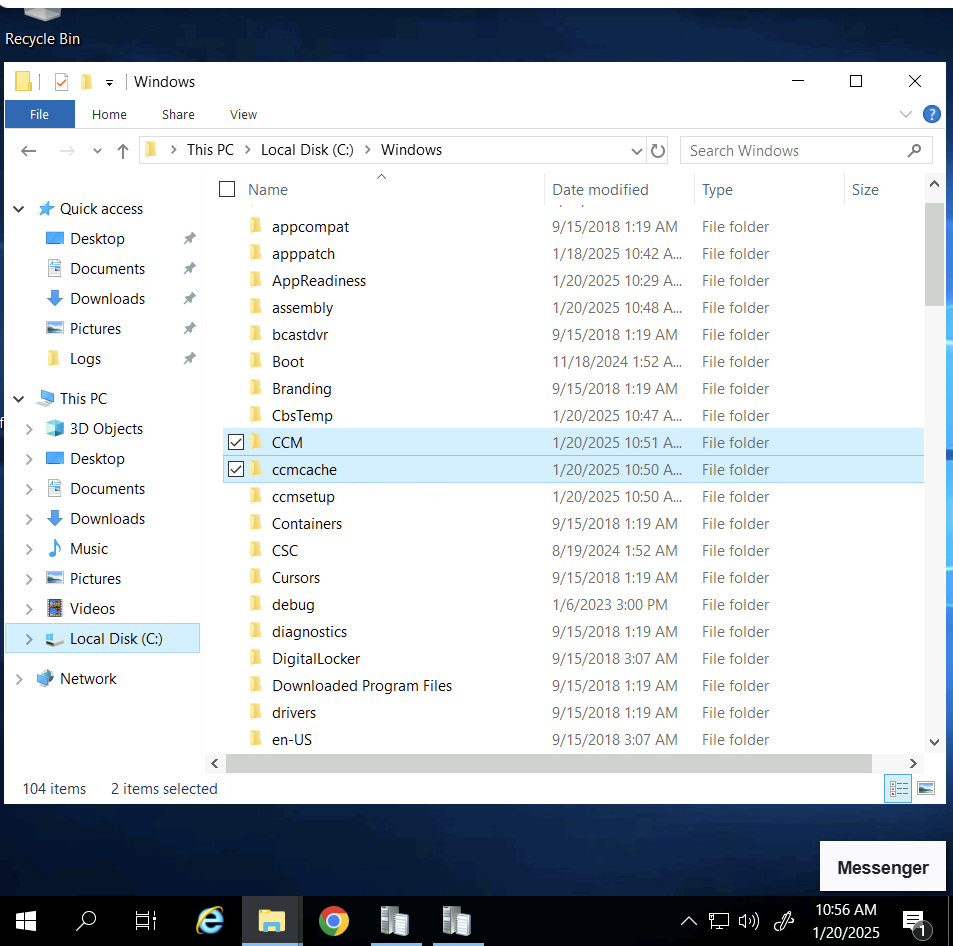 Recycle Bin
Windows
File Home Share View
This PC Local Disk (C:) Windows
Search Windows
Name Date modified Type Size
Quick access
Desktop
Documents
Downloads
Pictures
Logs
This PC
3D Objects
Desktop
Documents
Downloads
Music
Pictures
Videos
Local Disk (C:)
Network
appcompat 9/15/2018 1:19 AM File folder
apppatch 1/18/2025 10:42 A... File folder
AppReadiness 1/20/2025 10:29 A... File folder
assembly 1/20/2025 10:48 A... File folder
bcastdvr 9/15/2018 1:19 AM File folder
Boot 11/18/2024 1:52 A... File folder
Branding 9/15/2018 1:19 AM File folder
CbsTemp 1/20/2025 10:47 A... File folder
CCM 1/20/2025 10:51 A... File folder
ccmcache 1/20/2025 10:50 A... File folder
ccmsetup 1/20/2025 10:50 A... File folder
Containers 9/15/2018 1:19 AM File folder
CSC 8/19/2024 1:52 AM File folder
Cursors 9/15/2018 1:19 AM File folder
debug 1/6/2023 3:00 PM File folder
diagnostics 9/15/2018 1:19 AM File folder
DigitalLocker 9/15/2018 3:07 AM File folder
Downloaded Program Files 9/15/2018 1:19 AM File folder
drivers 9/15/2018 1:19 AM File folder
en-US 9/15/2018 3:07 AM File folder
104 items 2 items selected
Messenger
10:56 AM
1/20/2025
1